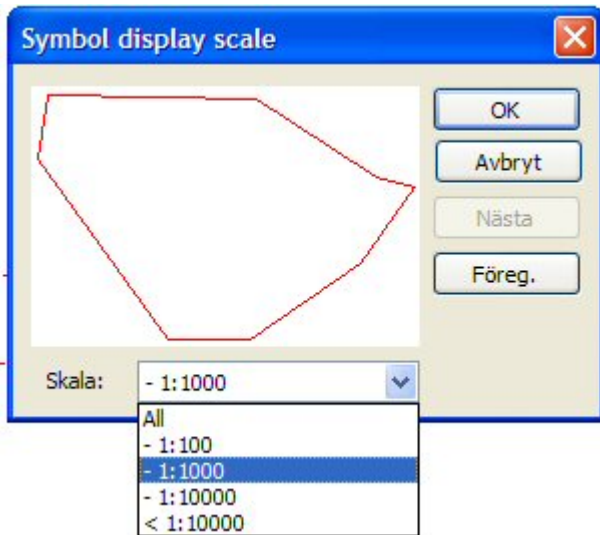 Symbol display scale
OK
Avbryt
Nästa
Föreg.
Skala:
- 1:1000
All
- 1:100
- 1:1000
- 1:10000
< 1:10000